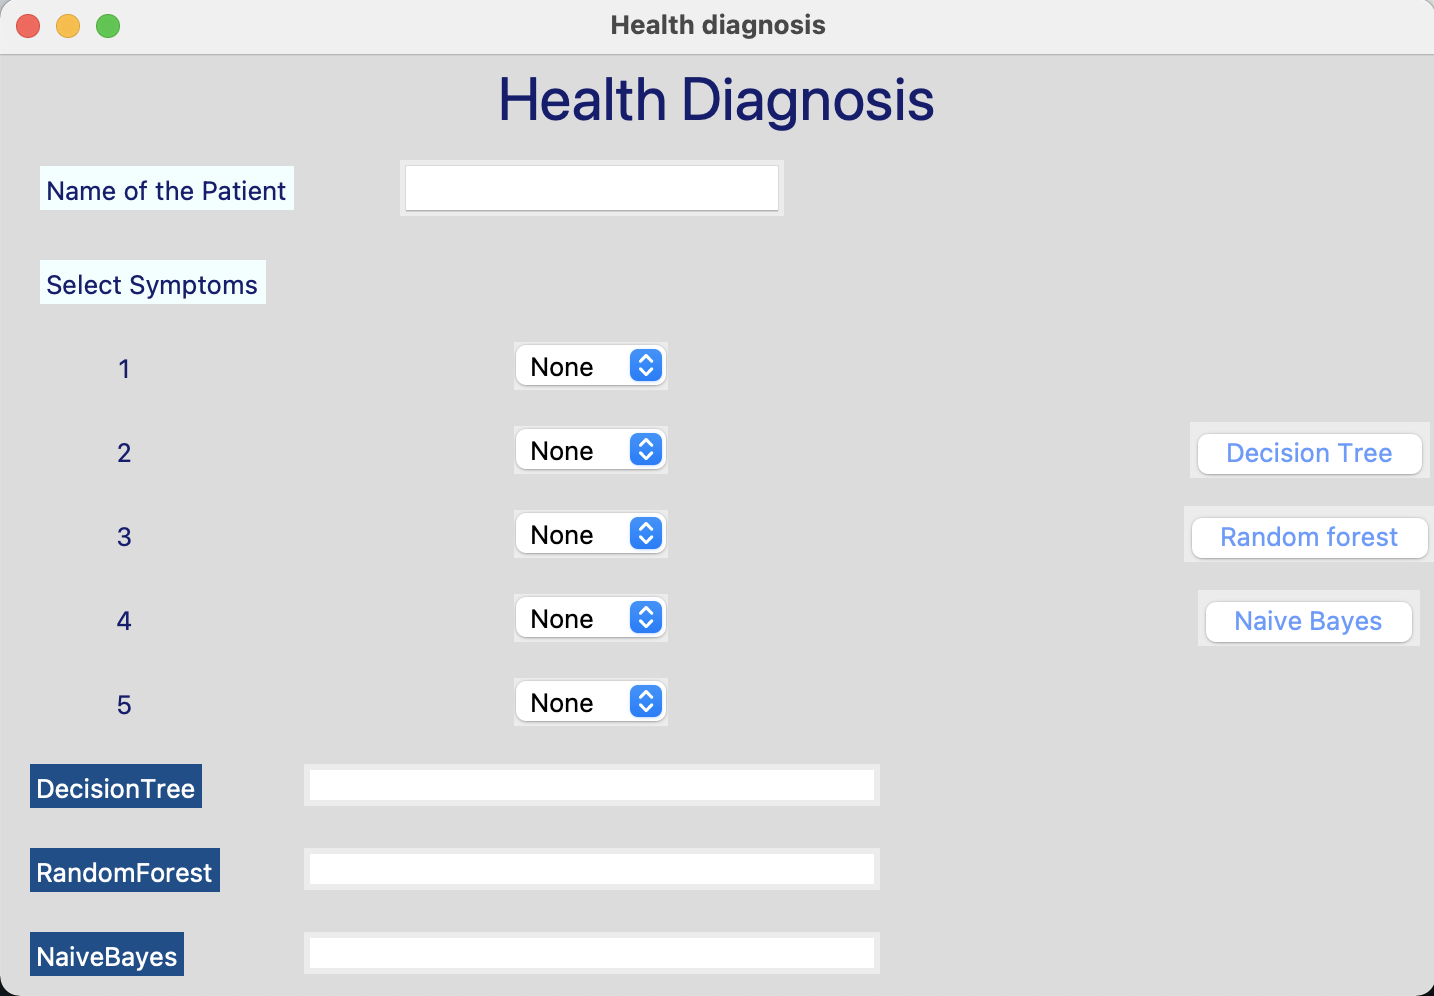 Health diagnosis
Health Diagnosis
Name of the Patient
Select Symptoms
1 None
2 None Decision Tree
3 None Random forest
4 None Naive Bayes
5 None
DecisionTree
RandomForest
NaiveBayes